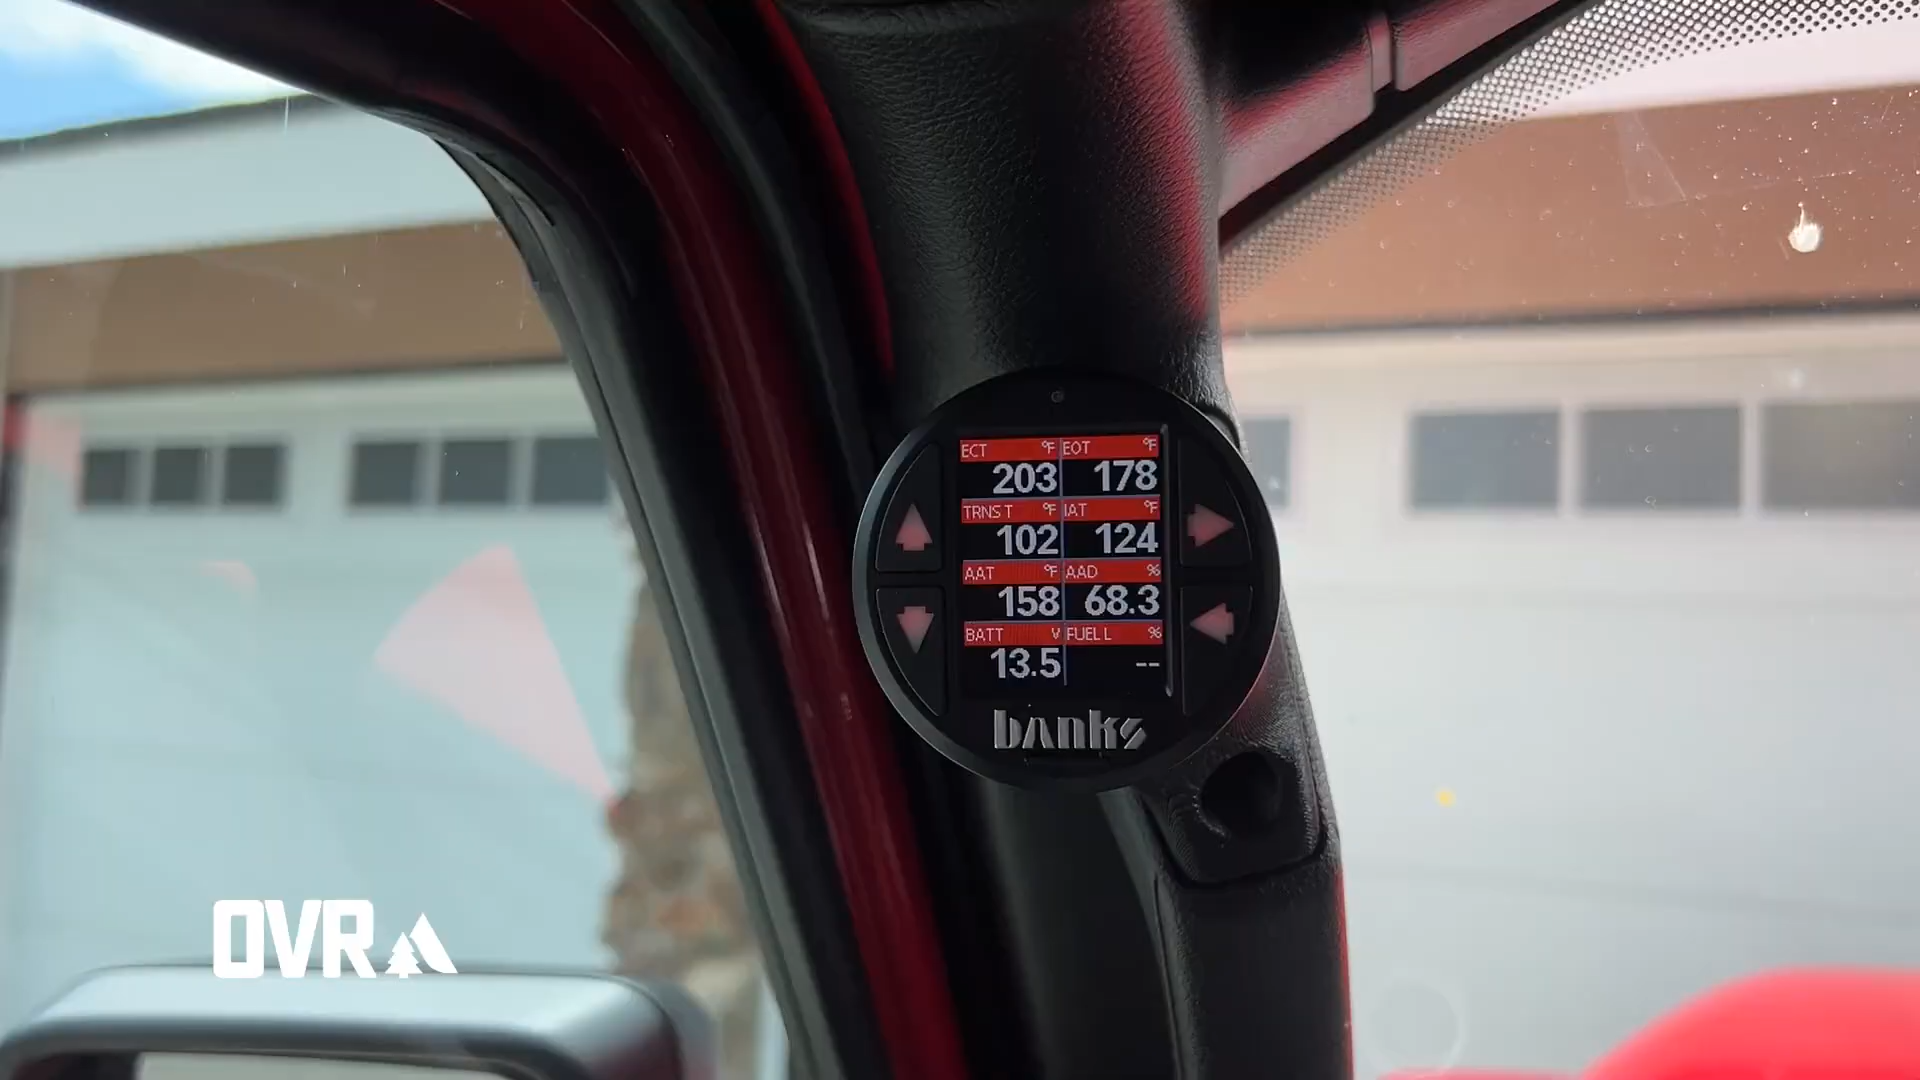 ECT °F EOT °F
203 178
TRNS T °F IAT °F
102 124
AAT °F AAD %
158 68.3
BATT V FUEL L %
13.5 --
banks
OVR